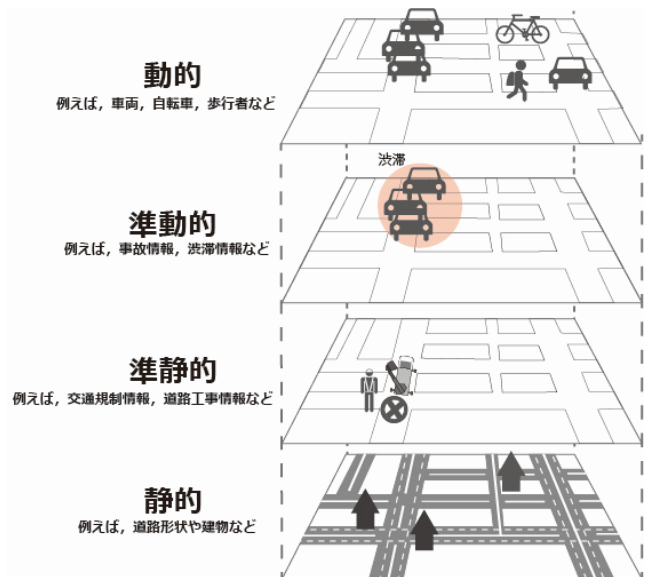 動的
例えば，車両，自転車，歩行者など
渋滞
準動的
例えば，事故情報，渋滞情報など
準静的
例えば，交通規制情報，道路工事情報など
静的
例えば，道路形状や建物など